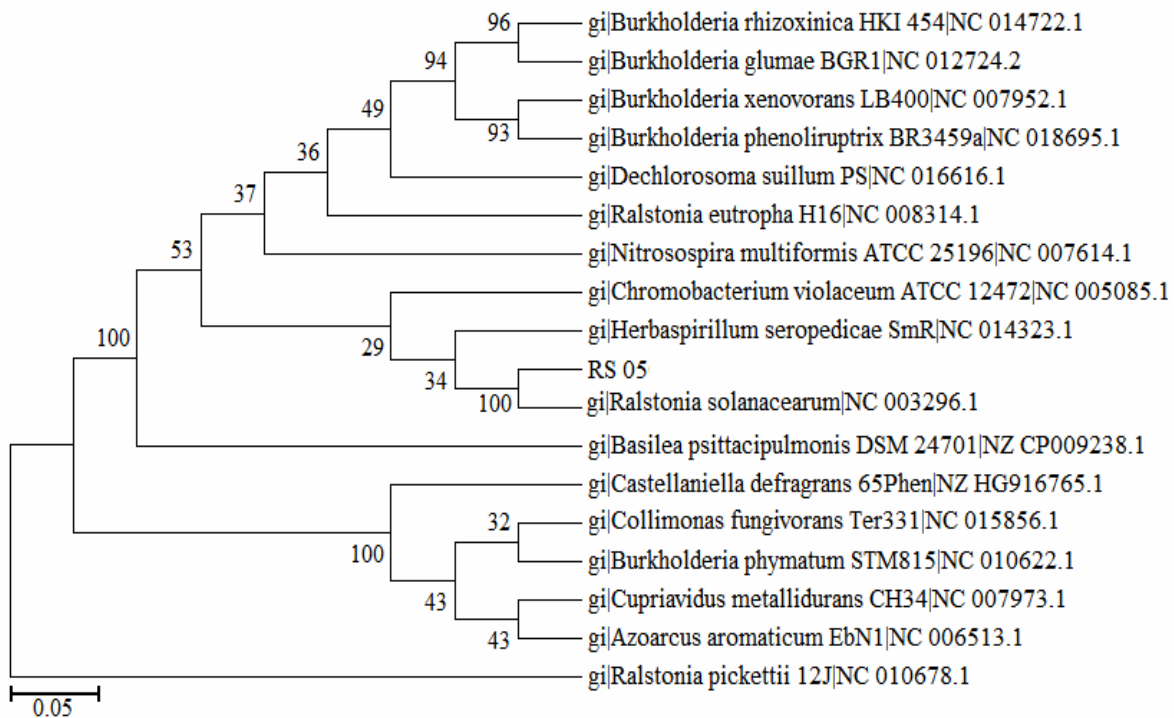 96
gi|Burkholderia rhizoxinica HKI 454|NC 014722.1
94
gi|Burkholderia glumae BGR1|NC 012724.2
49
gi|Burkholderia xenovorans LB400|NC 007952.1
93
gi|Burkholderia phenoliruptrix BR3459a|NC 018695.1
36
gi|Dechlorosoma suillum PS|NC 016616.1
37
gi|Ralstonia eutropha H16|NC 008314.1
53
gi|Nitrosospira multiformis ATCC 25196|NC 007614.1
gi|Chromobacterium violaceum ATCC 12472|NC 005085.1
100
gi|Herbaspirillum seropedicae SmR|NC 014323.1
29
RS 05
34
100
gi|Ralstonia solanacearum|NC 003296.1
gi|Basilea psittacipulmonis DSM 24701|NZ CP009238.1
gi|Castellaniella defragrans 65Phen|NZ HG916765.1
32
gi|Collimonas fungivorans Ter331|NC 015856.1
100
gi|Burkholderia phymatum STM815|NC 010622.1
43
gi|Cupriavidus metallidurans CH34|NC 007973.1
43
gi|Azoarcus aromaticum EbN1|NC 006513.1
gi|Ralstonia pickettii 12J|NC 010678.1
0.05